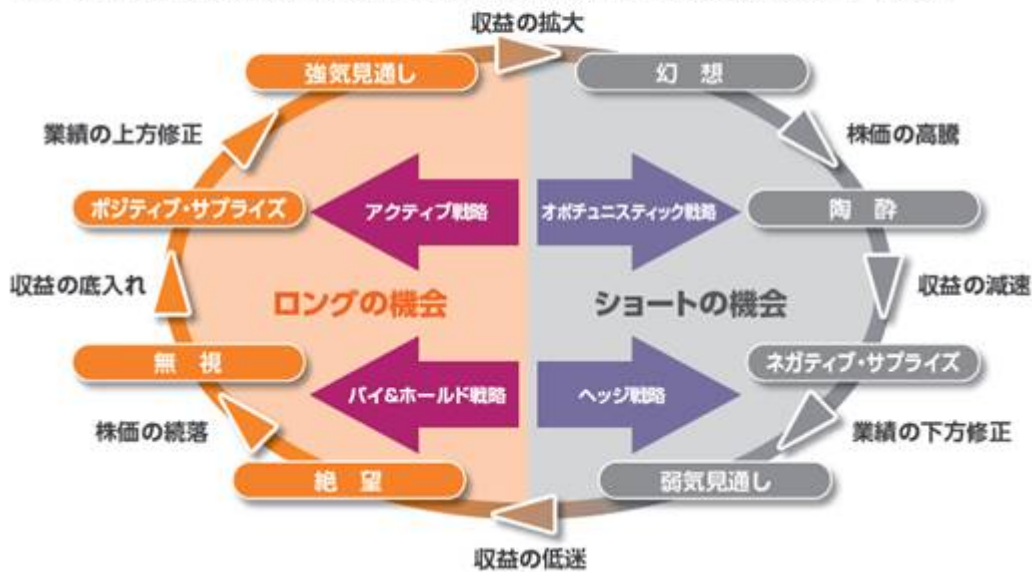 収益の拡大
強気見通し
幻 想
業績の上方修正
株価の高騰
ポジティブ・サプライズ
アクティブ戦略
オポチュニスティック戦略
陶 酔
収益の底入れ
ロングの機会
ショートの機会
収益の減速
無 視
バイ&ホールド戦略
ヘッジ戦略
ネガティブ・サプライズ
株価の続落
業績の下方修正
絶 望
弱気見通し
収益の低迷